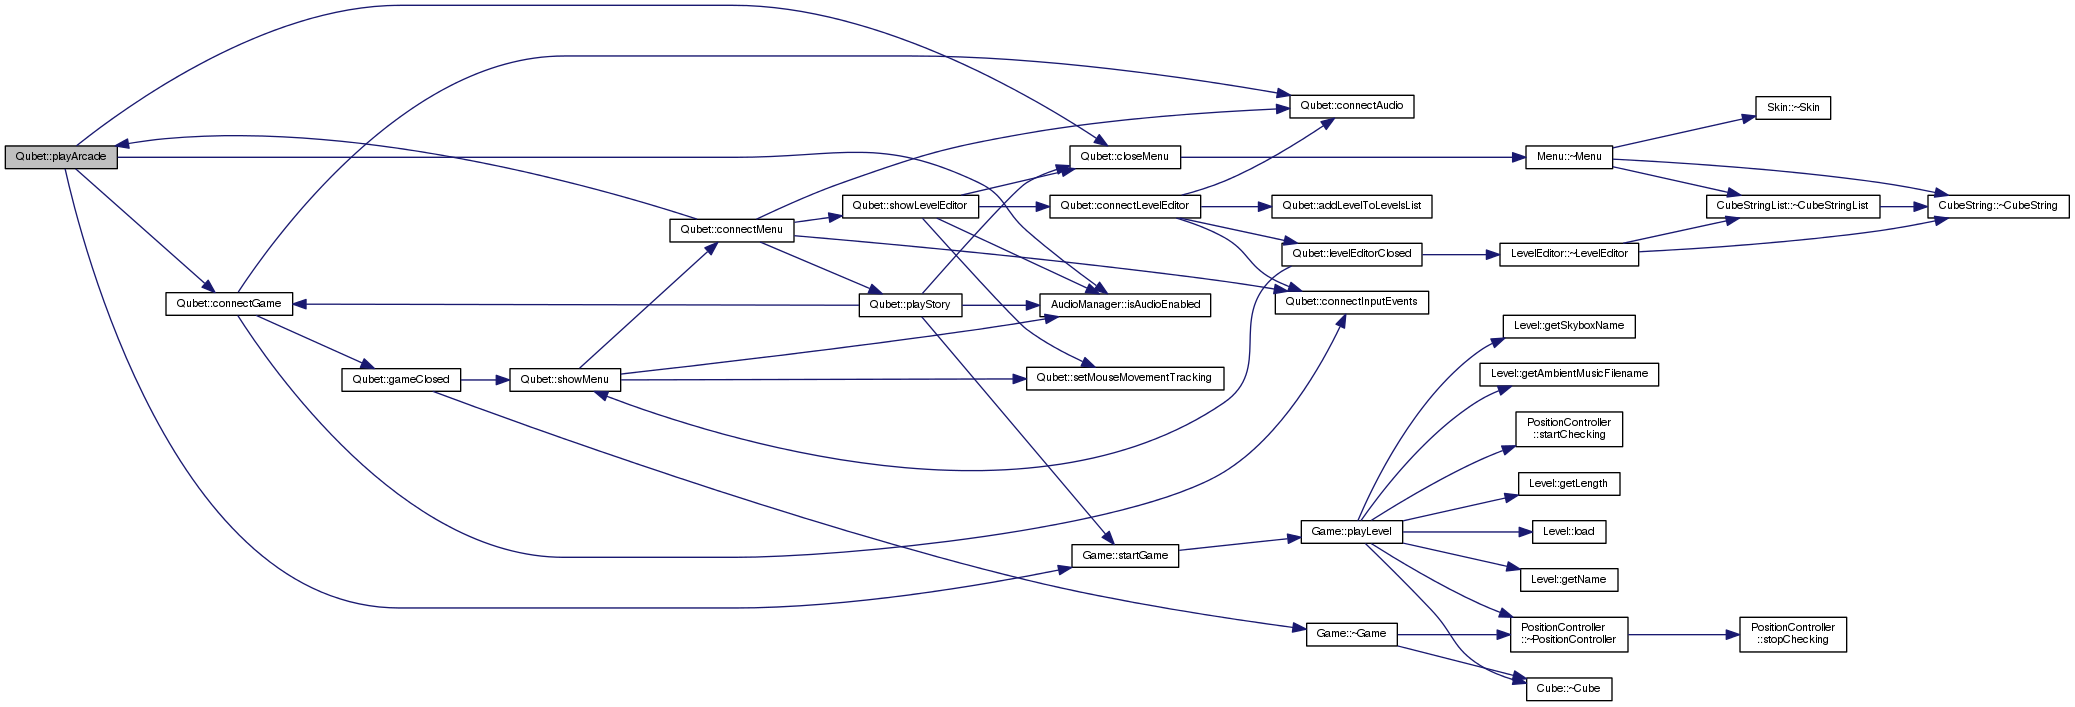 Qubet::playArcade
Qubet::connectGame
Qubet::gameClosed
Qubet::showMenu
Qubet::connectMenu
Qubet::showLevelEditor
Qubet::playStory
Qubet::closeMenu
Qubet::connectLevelEditor
AudioManager::isAudioEnabled
Qubet::setMouseMovementTracking
Game::startGame
Qubet::connectAudio
Qubet::addLevelToLevelsList
Qubet::levelEditorClosed
Qubet::connectInputEvents
Game::playLevel
Game::~Game
Menu::~Menu
LevelEditor::~LevelEditor
Level::getSkyboxName
Level::getAmbientMusicFilename
PositionController
::startChecking
Level::getLength
Level::load
Level::getName
PositionController
::~PositionController
Cube::~Cube
Skin::~Skin
CubeStringList::~CubeStringList
PositionController
::stopChecking
CubeString::~CubeString